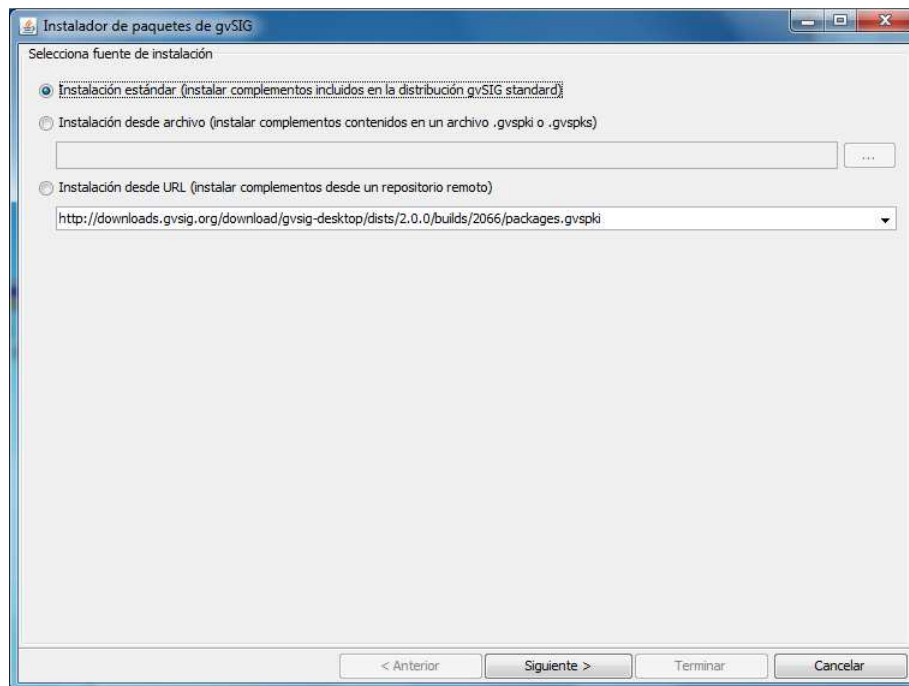 Instalador de paquetes de gvSIG
Selecciona fuente de instalación
Instalación estándar (instalar complementos incluidos en la distribución gvSIG standard)
Instalación desde archivo (instalar complementos contenidos en un archivo .gvspki o .gvspks)
...
Instalación desde URL (instalar complementos desde un repositorio remoto)
http://downloads.gvsig.org/download/gvsig-desktop/dists/2.0.0/builds/2066/packages.gvspki
< Anterior
Siguiente >
Terminar
Cancelar